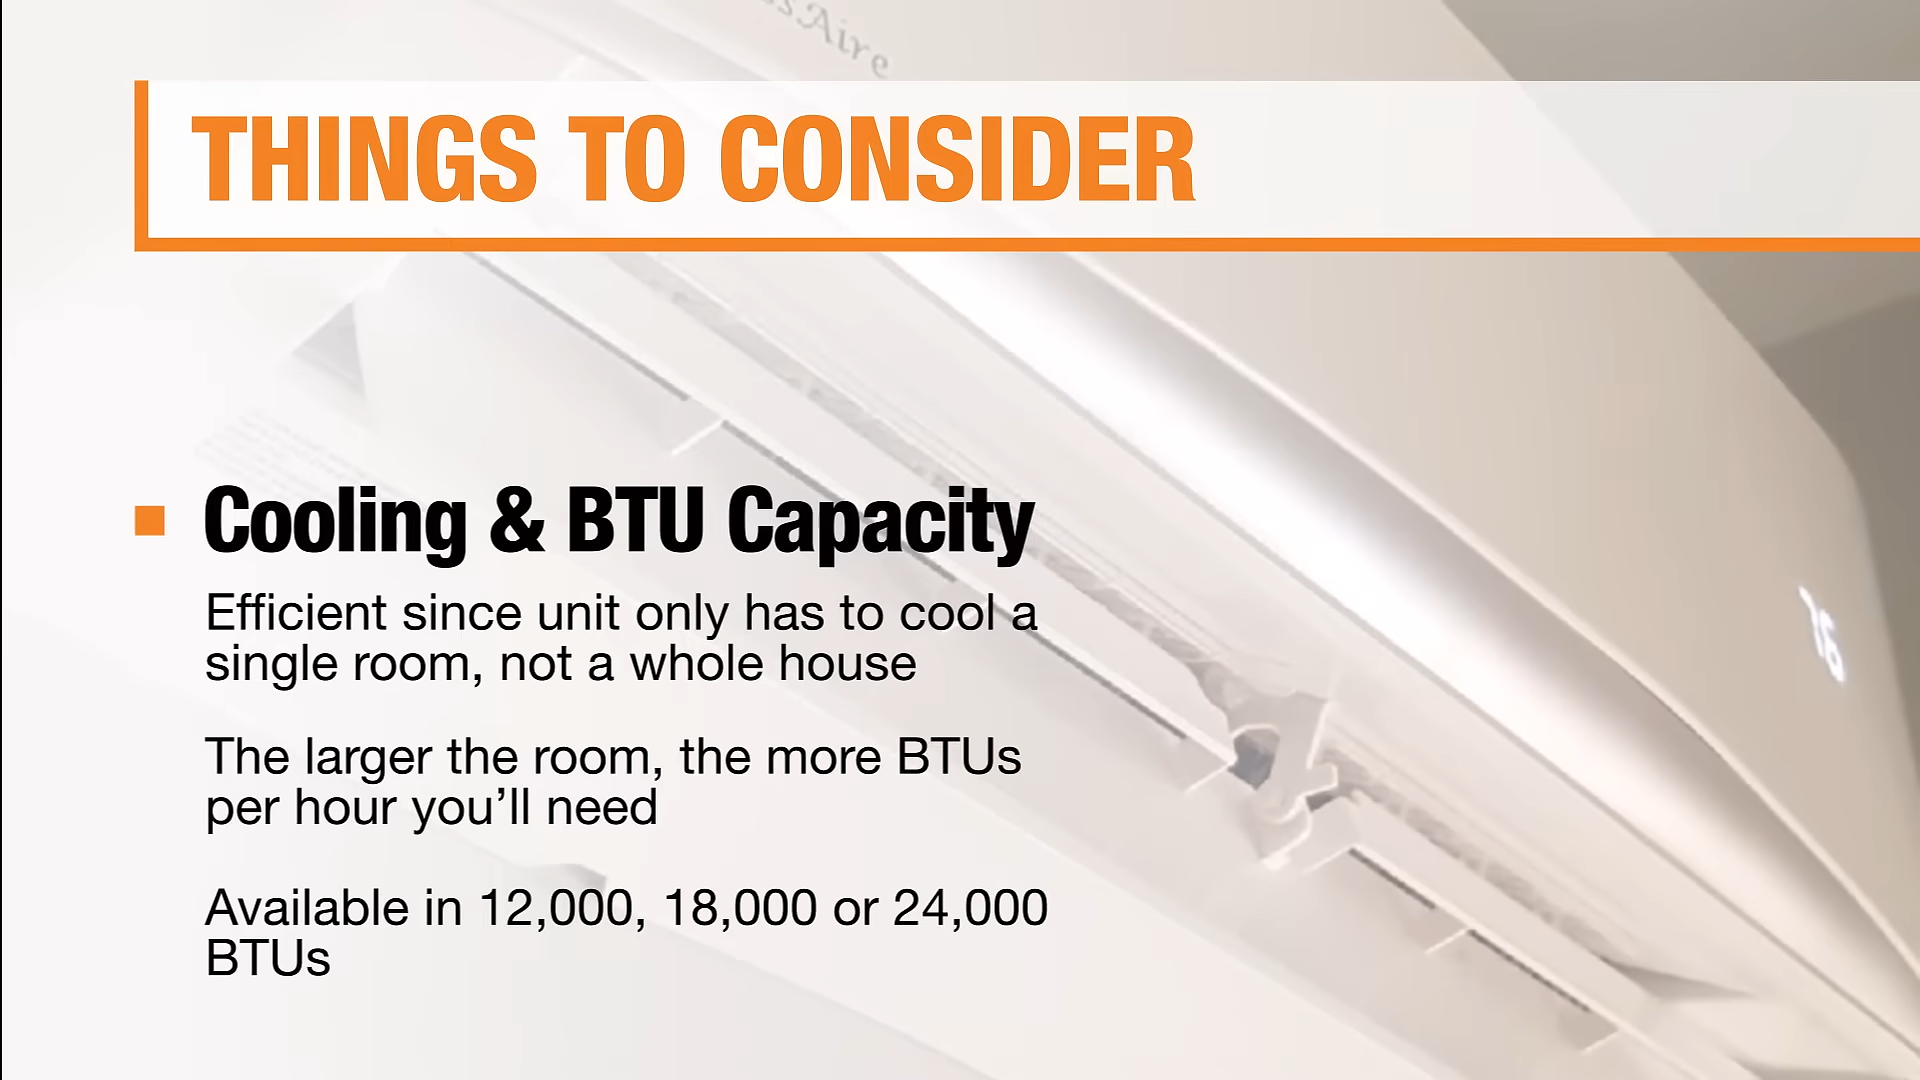 THINGS TO CONSIDER
Cooling & BTU Capacity
Efficient since unit only has to cool a
single room, not a whole house
The larger the room, the more BTUs
per hour you’ll need
Available in 12,000, 18,000 or 24,000
BTUs